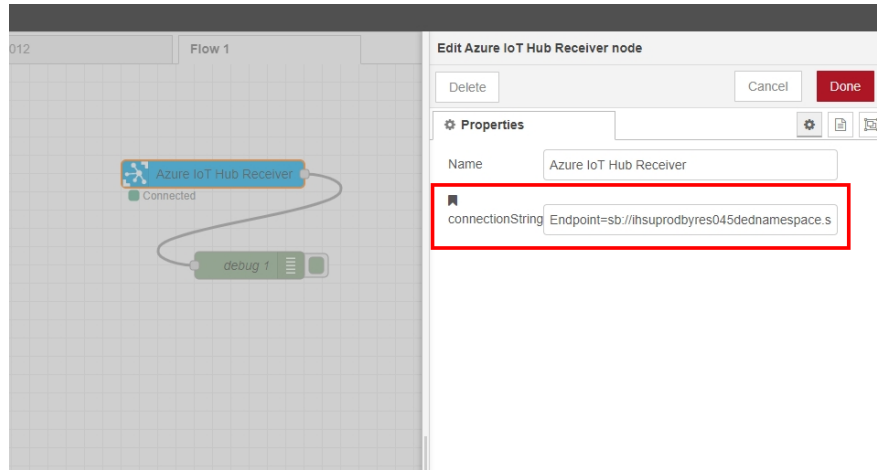 012
Flow 1
Edit Azure IoT Hub Receiver node
Delete
Cancel
Done
Properties
Name
Azure IoT Hub Receiver
connectionString
Endpoint=sb://ihsuprodbyres045dednamespace.s
Azure IoT Hub Receiver
Connected
debug 1